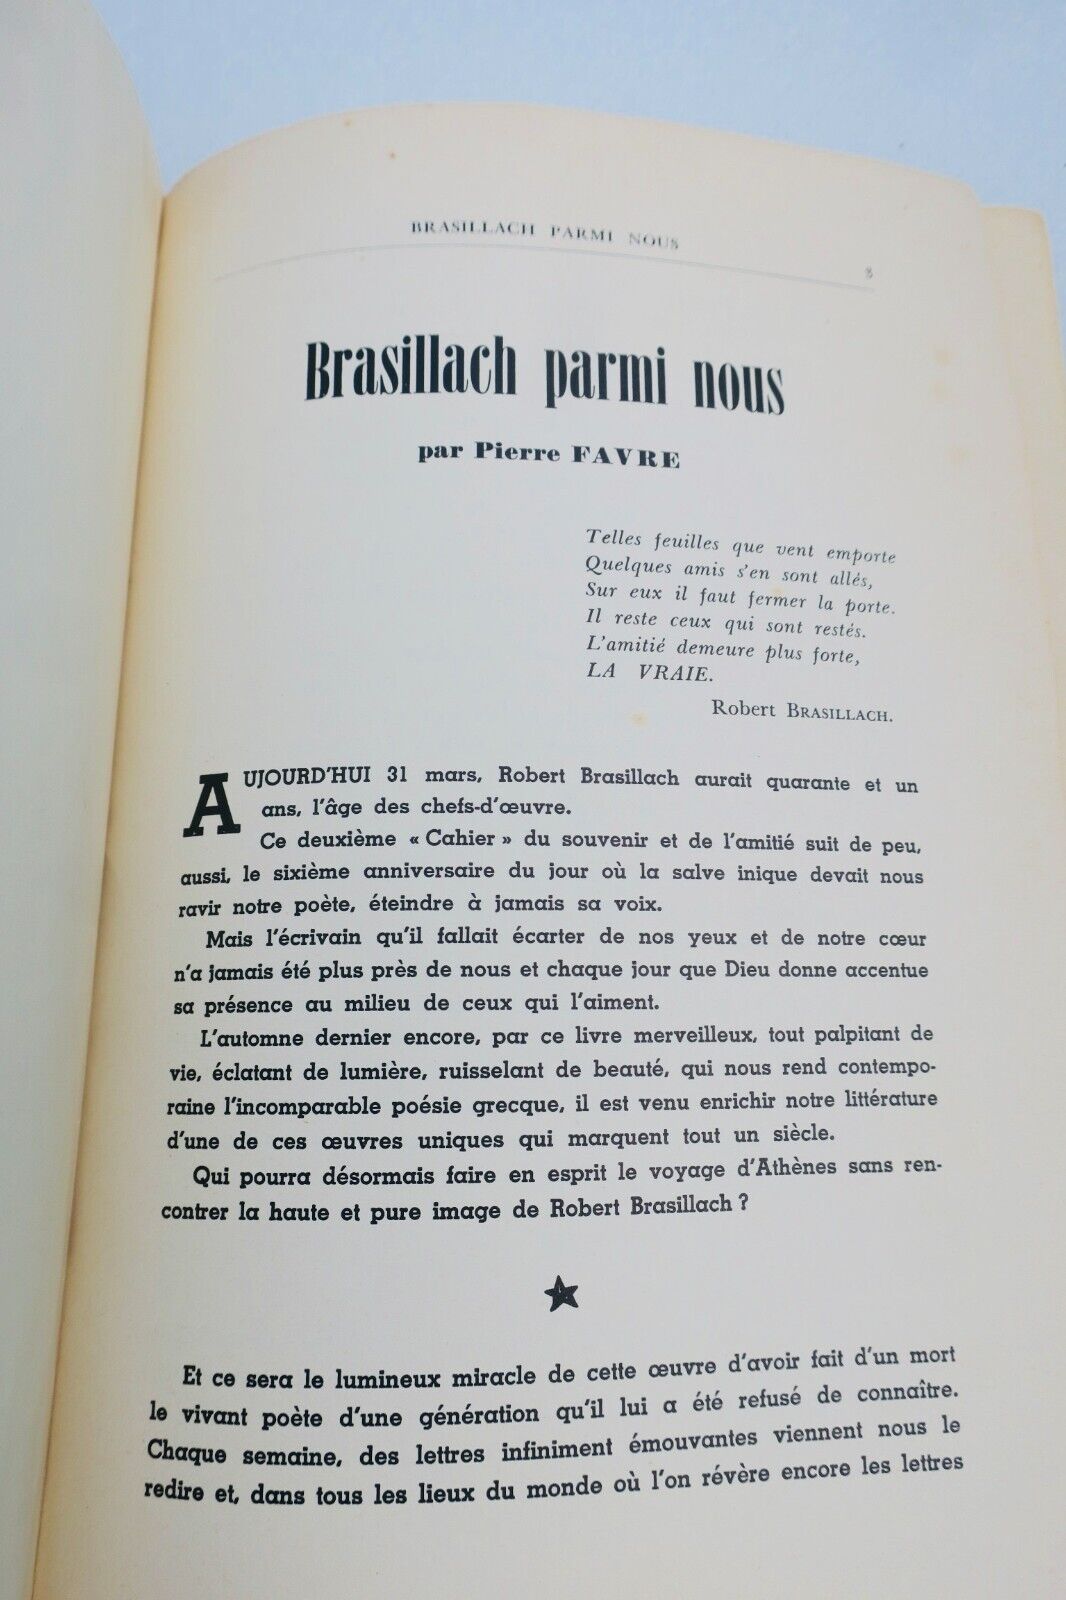 BRASILLACH PARMI NOUS
8
Brasillach parmi nous
par Pierre FAVRE
Telles feuilles que vent emporte
Quelques amis s'en sont allés,
Sur eux il faut fermer la porte.
Il reste ceux qui sont restés.
L'amitié demeure plus forte,
LA VRAIE.
Robert BRASILLACH.
AUJOURD'HUI 31 mars, Robert Brasillach aurait quarante et un
ans, l'âge des chefs-d'œuvre.
Ce deuxième « Cahier » du souvenir et de l'amitié suit de peu,
aussi, le sixième anniversaire du jour où la salve inique devait nous
ravir notre poète, éteindre à jamais sa voix.
Mais l'écrivain qu'il fallait écarter de nos yeux et de notre cœur
n'a jamais été plus près de nous et chaque jour que Dieu donne accentue
sa présence au milieu de ceux qui l'aiment.
L'automne dernier encore, par ce livre merveilleux, tout palpitant de
vie, éclatant de lumière, ruisselant de beauté, qui nous rend contempo-
raine l'incomparable poésie grecque, il est venu enrichir notre littérature
d'une de ces œuvres uniques qui marquent tout un siècle.
Qui pourra désormais faire en esprit le voyage d'Athènes sans ren-
contrer la haute et pure image de Robert Brasillach ?
Et ce sera le lumineux miracle de cette œuvre d'avoir fait d'un mort
le vivant poète d'une génération qu'il lui a été refusé de connaître.
Chaque semaine, des lettres infiniment émouvantes viennent nous le
redire et, dans tous les lieux du monde où l'on révère encore les lettres